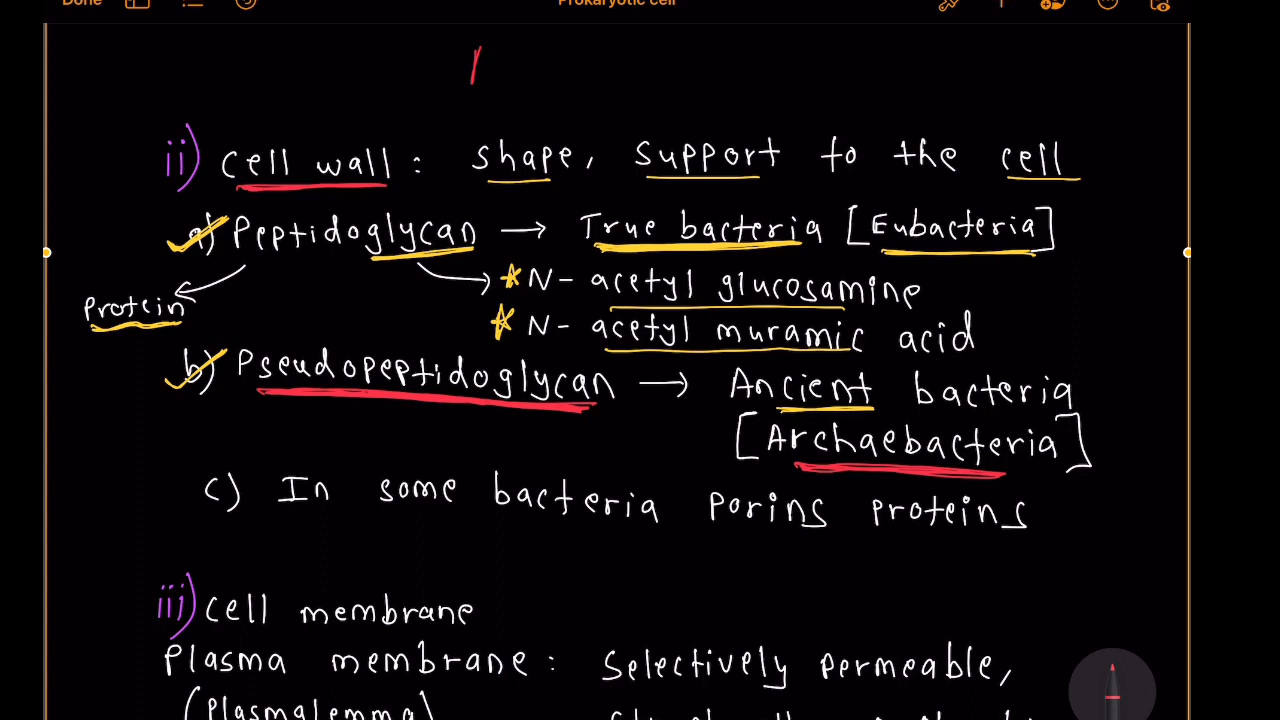 Done Prokaryotic cell
ii) Cell wall : shape, support to the cell
a) Peptidoglycan → True bacteria [Eubacteria]
* N- acetyl glucosamine
Protein
* N- acetyl muramic acid
b) Pseudopeptidoglycan → Ancient bacteria
[Archaebacteria]
c) In some bacteria porins proteins
iii) Cell membrane
Plasma membrane : Selectively permeable,
(Plasmalemma)